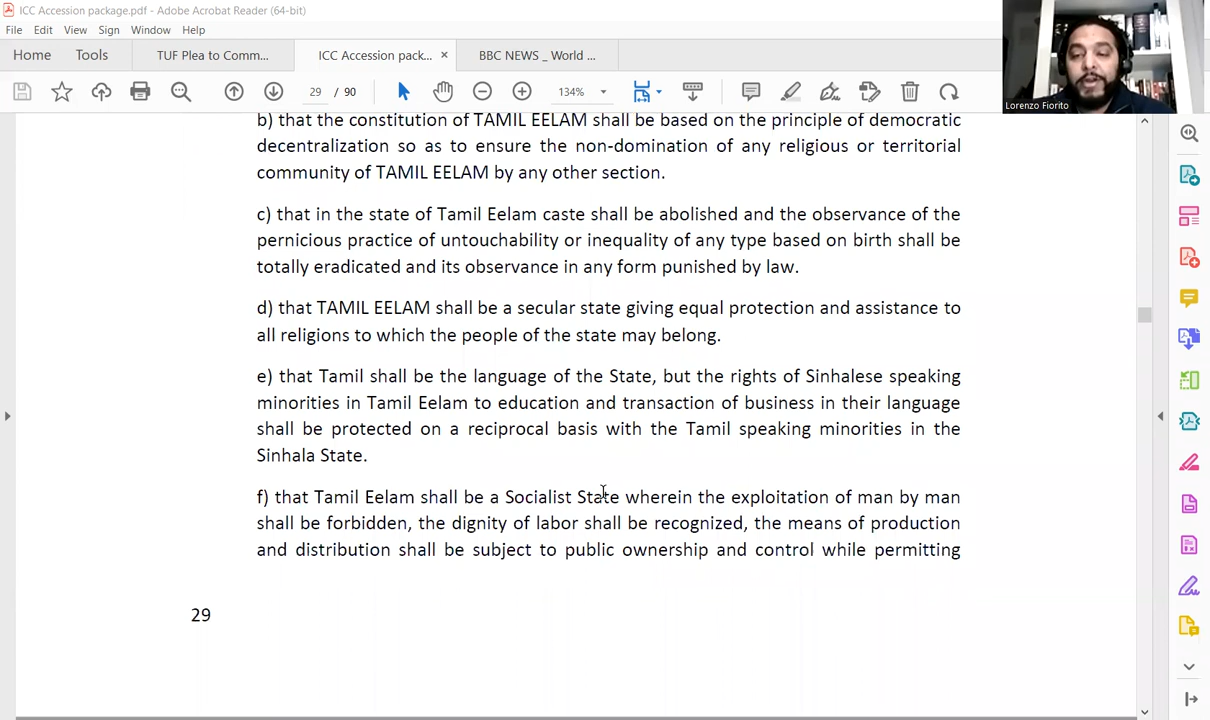 ICC Accession package.pdf - Adobe Acrobat Reader (64-bit)
File Edit View Sign Window Help
Home Tools TUF Plea to Comm... ICC Accession pack... × BBC NEWS _ World ...
29 / 90 134%
Lorenzo Fiorito
b) that the constitution of TAMIL EELAM shall be based on the principle of democratic
decentralization so as to ensure the non-domination of any religious or territorial
community of TAMIL EELAM by any other section.
c) that in the state of Tamil Eelam caste shall be abolished and the observance of the
pernicious practice of untouchability or inequality of any type based on birth shall be
totally eradicated and its observance in any form punished by law.
d) that TAMIL EELAM shall be a secular state giving equal protection and assistance to
all religions to which the people of the state may belong.
e) that Tamil shall be the language of the State, but the rights of Sinhalese speaking
minorities in Tamil Eelam to education and transaction of business in their language
shall be protected on a reciprocal basis with the Tamil speaking minorities in the
Sinhala State.
f) that Tamil Eelam shall be a Socialist State wherein the exploitation of man by man
shall be forbidden, the dignity of labor shall be recognized, the means of production
and distribution shall be subject to public ownership and control while permitting
29